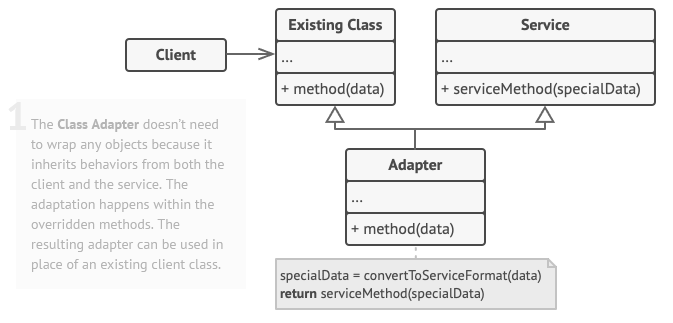 Client
Existing Class
...
+ method(data)
Service
...
+ serviceMethod(specialData)
1
The Class Adapter doesn't need
to wrap any objects because it
inherits behaviors from both the
client and the service. The
adaptation happens within the
overridden methods. The
resulting adapter can be used in
place of an existing client class.
Adapter
...
+ method(data)
specialData = convertToServiceFormat(data)
return serviceMethod(specialData)